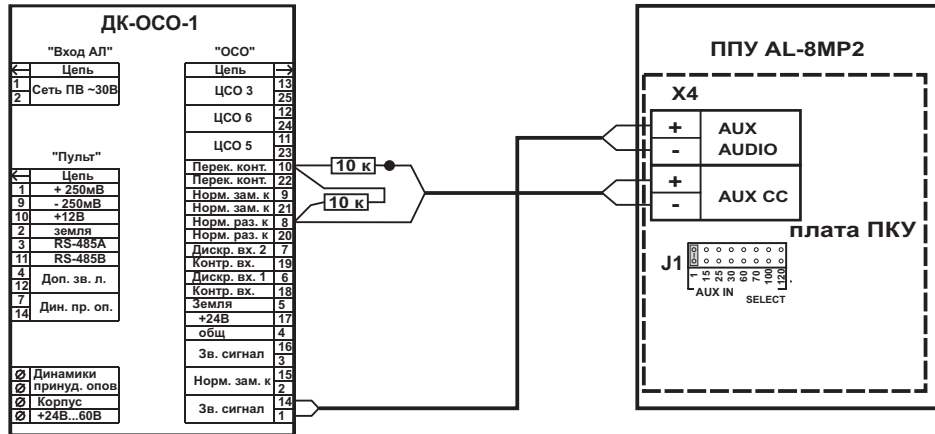 ДК-ОСО-1
"Вход АЛ"
Цепь
1
2
Сеть ПВ ~30В
"Пульт"
Цепь
1 + 250мВ
9 - 250мВ
10 +12В
2 земля
3 RS-485A
11 RS-485B
4
12
Доп. зв. л.
7
14
Дин. пр. оп.
Ø Динамики
Ø принуд. опов
Ø Корпус
Ø +24В...60В
"ОСО"
Цепь
ЦСО 3
13
25
ЦСО 6
12
24
ЦСО 5
11
23
Перек. конт. 10
Перек. конт. 22
Норм. зам. к 9
Норм. зам. к 21
Норм. раз. к 8
Норм. раз. к 20
Дискр. вх. 2 7
Контр. вх. 19
Дискр. вх. 1 6
Контр. вх. 18
Земля 5
+24В 17
общ 4
Зв. сигнал
16
3
Норм. зам. к
15
2
Зв. сигнал
14
1
10 к
10 к
ППУ AL-8MP2
X4
+
-
AUX
AUDIO
+
-
AUX CC
плата ПКУ
J1
1 15 25 30 60 70 100 120
AUX IN
SELECT